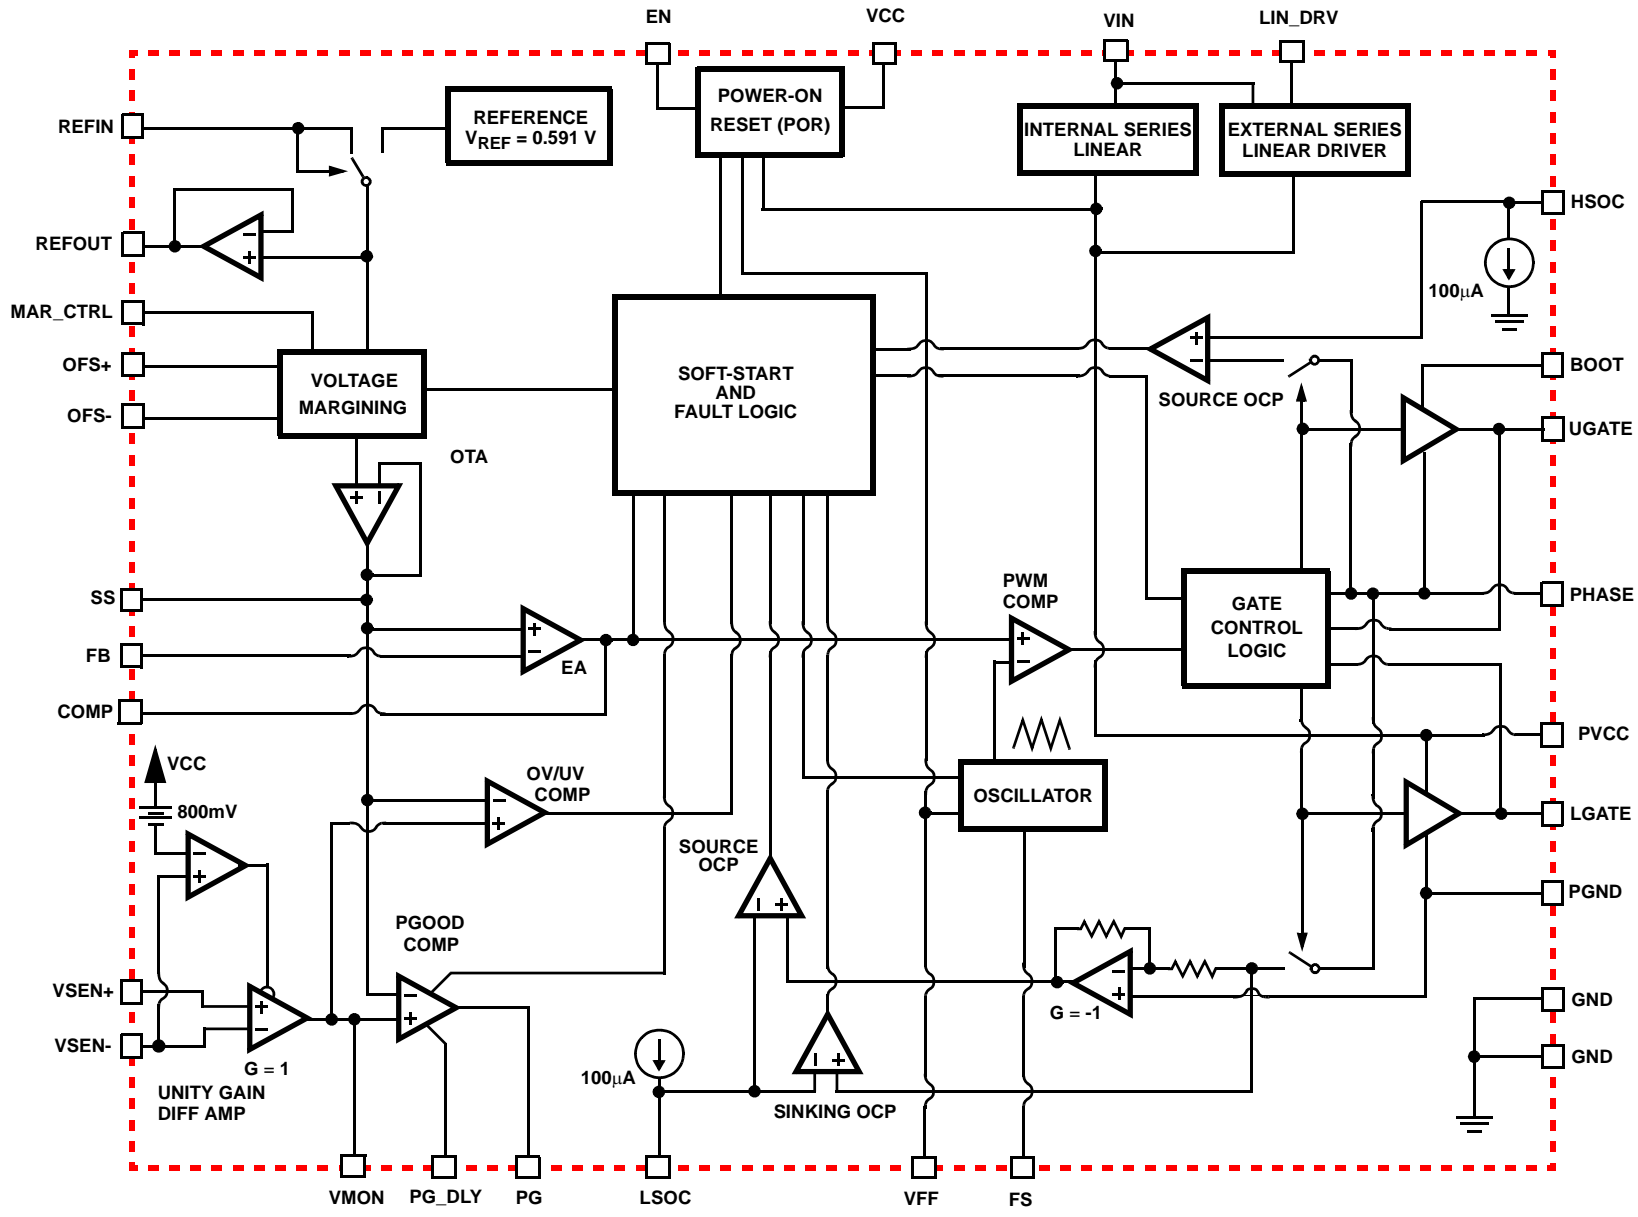 EN
VCC
VIN
LIN_DRV
REFIN
REFERENCE
VREF = 0.591 V
POWER-ON
RESET (POR)
INTERNAL SERIES
LINEAR
EXTERNAL SERIES
LINEAR DRIVER
HSOC
REFOUT
-
+
100µA
MAR_CTRL
OFS+
OFS-
VOLTAGE
MARGINING
SOFT-START
AND
FAULT LOGIC
+
-
SOURCE OCP
BOOT
UGATE
OTA
+ -
SS
FB
COMP
+
-
EA
PWM
COMP
+
-
GATE
CONTROL
LOGIC
PHASE
PVCC
VCC
800mV
-
+
OV/UV
COMP
-
+
OSCILLATOR
LGATE
SOURCE
OCP
- +
PGND
PGOOD
COMP
-
+
-
+
G = -1
VSEN+
VSEN-
+
-
G = 1
UNITY GAIN
DIFF AMP
100µA
- +
SINKING OCP
GND
GND
VMON
PG_DLY
PG
LSOC
VFF
FS